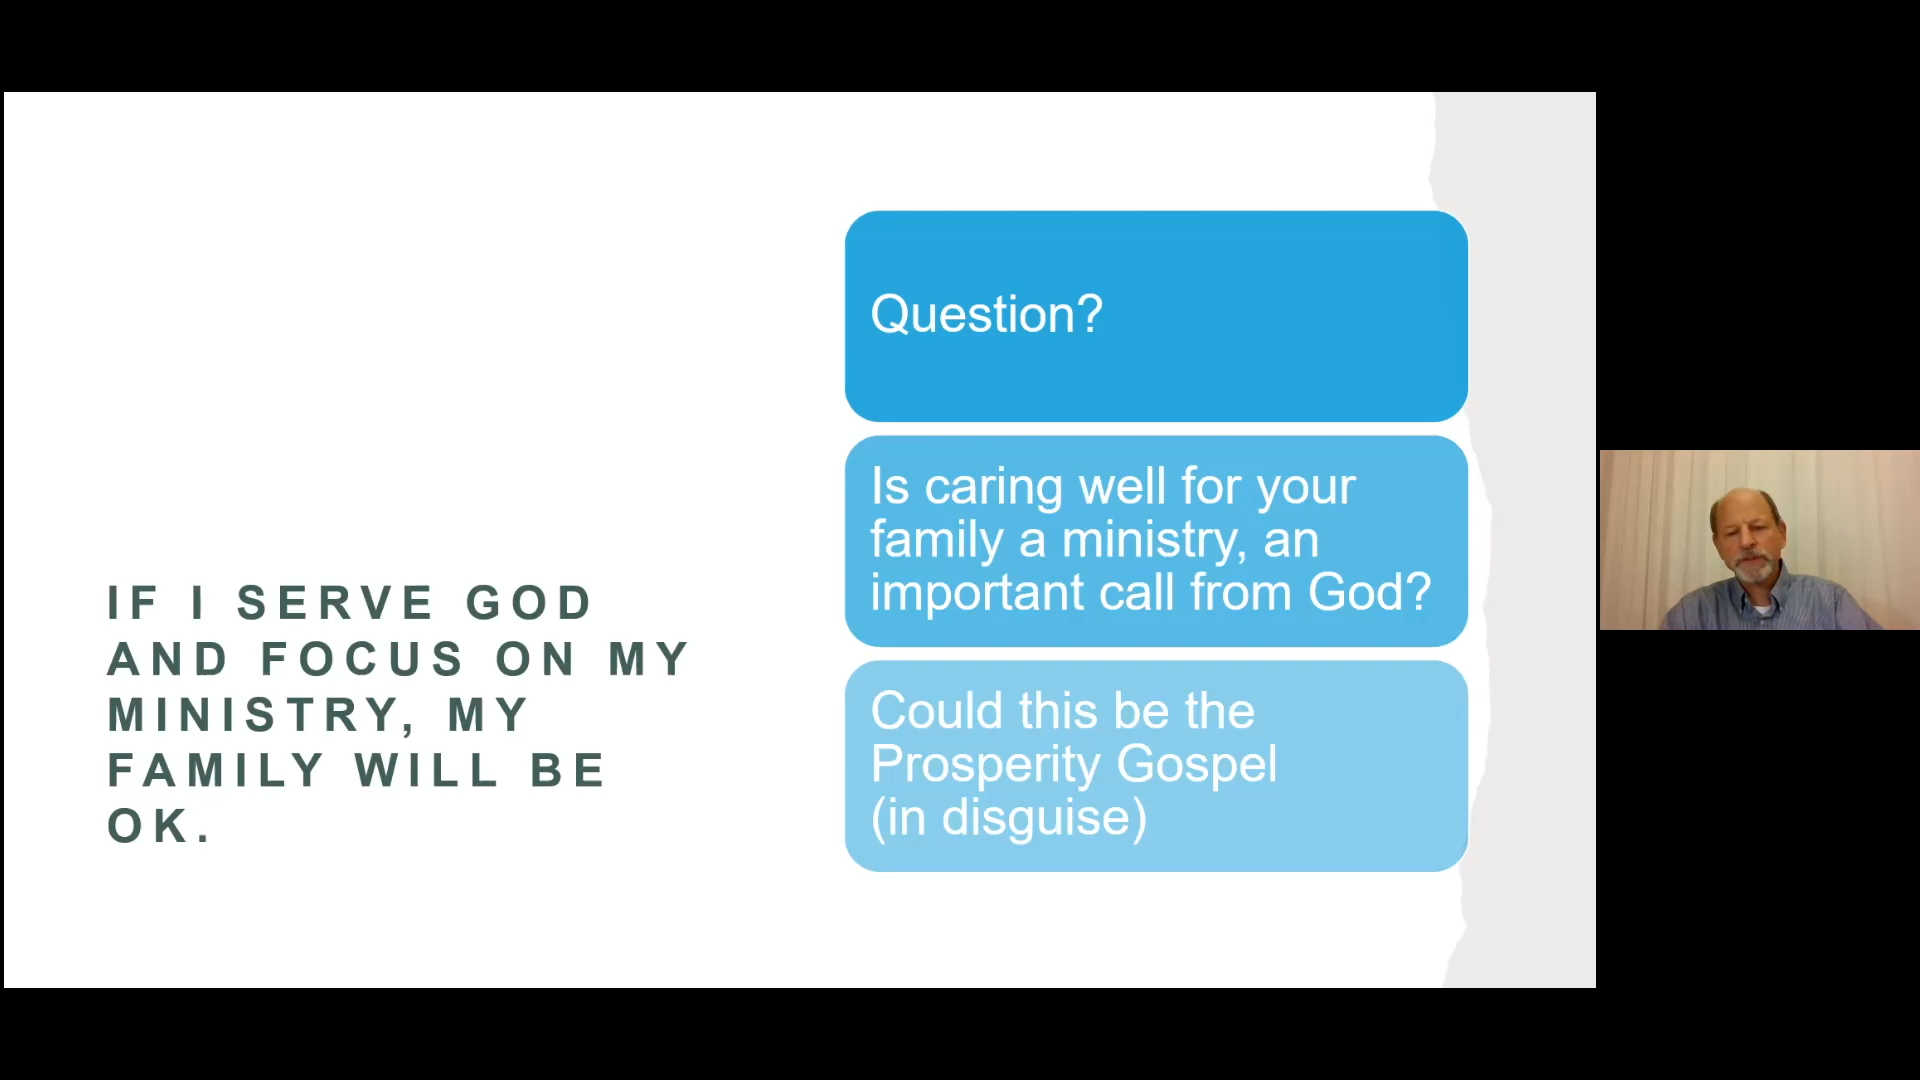 IF I SERVE GOD
AND FOCUS ON MY
MINISTRY, MY
FAMILY WILL BE
OK.
Question?
Is caring well for your
family a ministry, an
important call from God?
Could this be the
Prosperity Gospel
(in disguise)